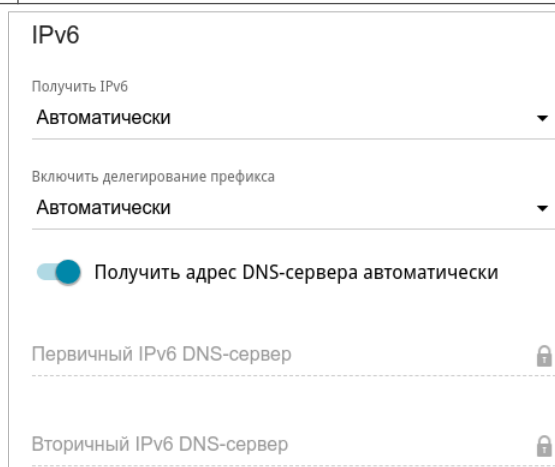 IPv6
Получить IPv6
Автоматически
Включить делегирование префикса
Автоматически
Получить адрес DNS-сервера автоматически
Первичный IPv6 DNS-сервер
Вторичный IPv6 DNS-сервер